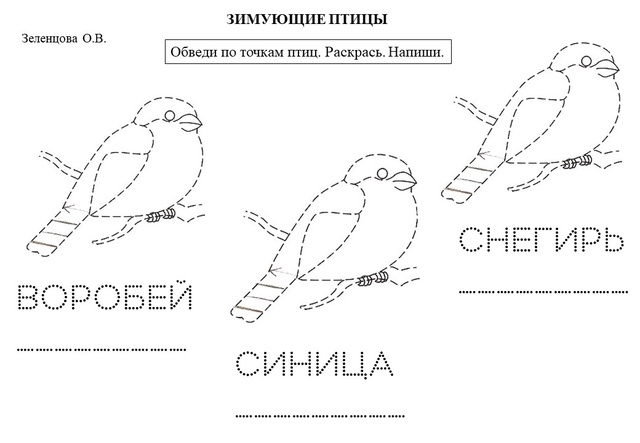 ЗИМУЮЩИЕ ПТИЦЫ
Зеленцова О.В.
Обведи по точкам птиц. Раскрась. Напиши.
СНЕГИРЬ
ВОРОБЕЙ
СИНИЦА